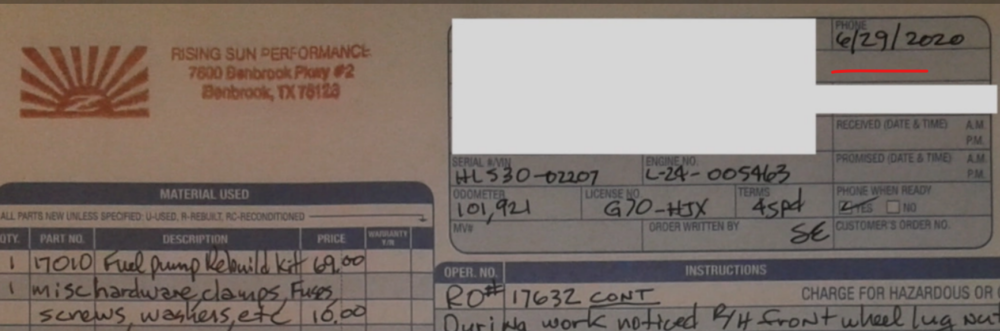 RISING SUN PERFORMANCE
7800 Benbrook Pkwy #2
Benbrook, TX 76126
PHONE
6/29/2020
RECEIVED (DATE & TIME) A.M.
P.M.
SERIAL #/VIN ENGINE NO. PROMISED (DATE & TIME) A.M.
HLS30-02207 L-24-005463 P.M.
ODOMETER LICENSE NO TERMS PHONE WHEN READY
101,921 G70-HJX 4spd YES NO
MV# ORDER WRITTEN BY SE CUSTOMER'S ORDER NO.
MATERIAL USED
ALL PARTS NEW UNLESS SPECIFIED: U-USED, R-REBUILT, RC-RECONDITIONED
QTY. PART NO. DESCRIPTION PRICE WARRANTY
1 17010 Fuel pump Rebuild kit 69.00
1 misc hardware, clamps, Fuses,
screws, washers, etc 10.00
OPER. NO. INSTRUCTIONS
RO# 17632 CONT CHARGE FOR HAZARDOUS OR
During work noticed R/H front wheel lug nut